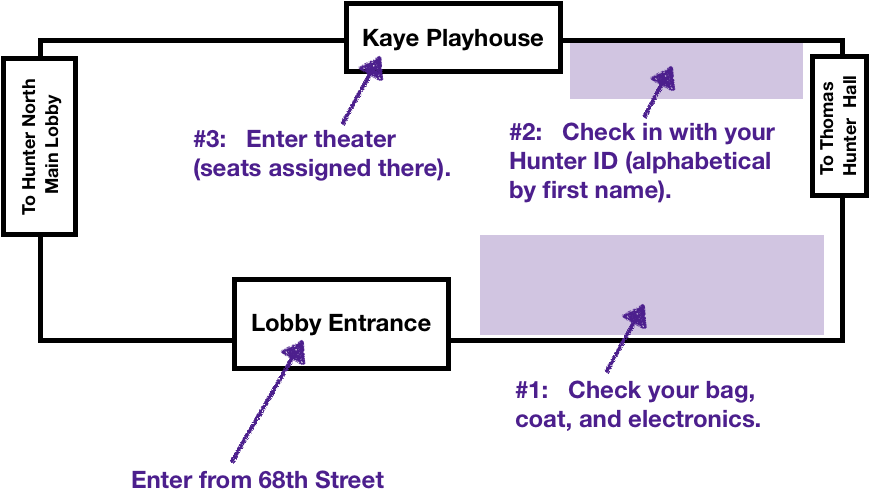 Kaye Playhouse
To Hunter North
Main Lobby
To Thomas
Hunter Hall
#3: Enter theater
(seats assigned there).
#2: Check in with your
Hunter ID (alphabetical
by first name).
Lobby Entrance
#1: Check your bag,
coat, and electronics.
Enter from 68th Street